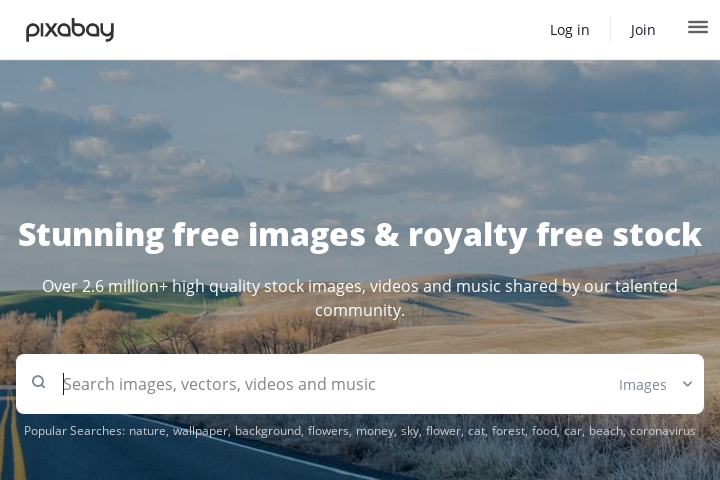 pixabay
Log in
Join
Stunning free images & royalty free stock
Over 2.6 million+ high quality stock images, videos and music shared by our talented
community.
Search images, vectors, videos and music
Images
Popular Searches: nature, wallpaper, background, flowers, money, sky, flower, cat, forest, food, car, beach, coronavirus